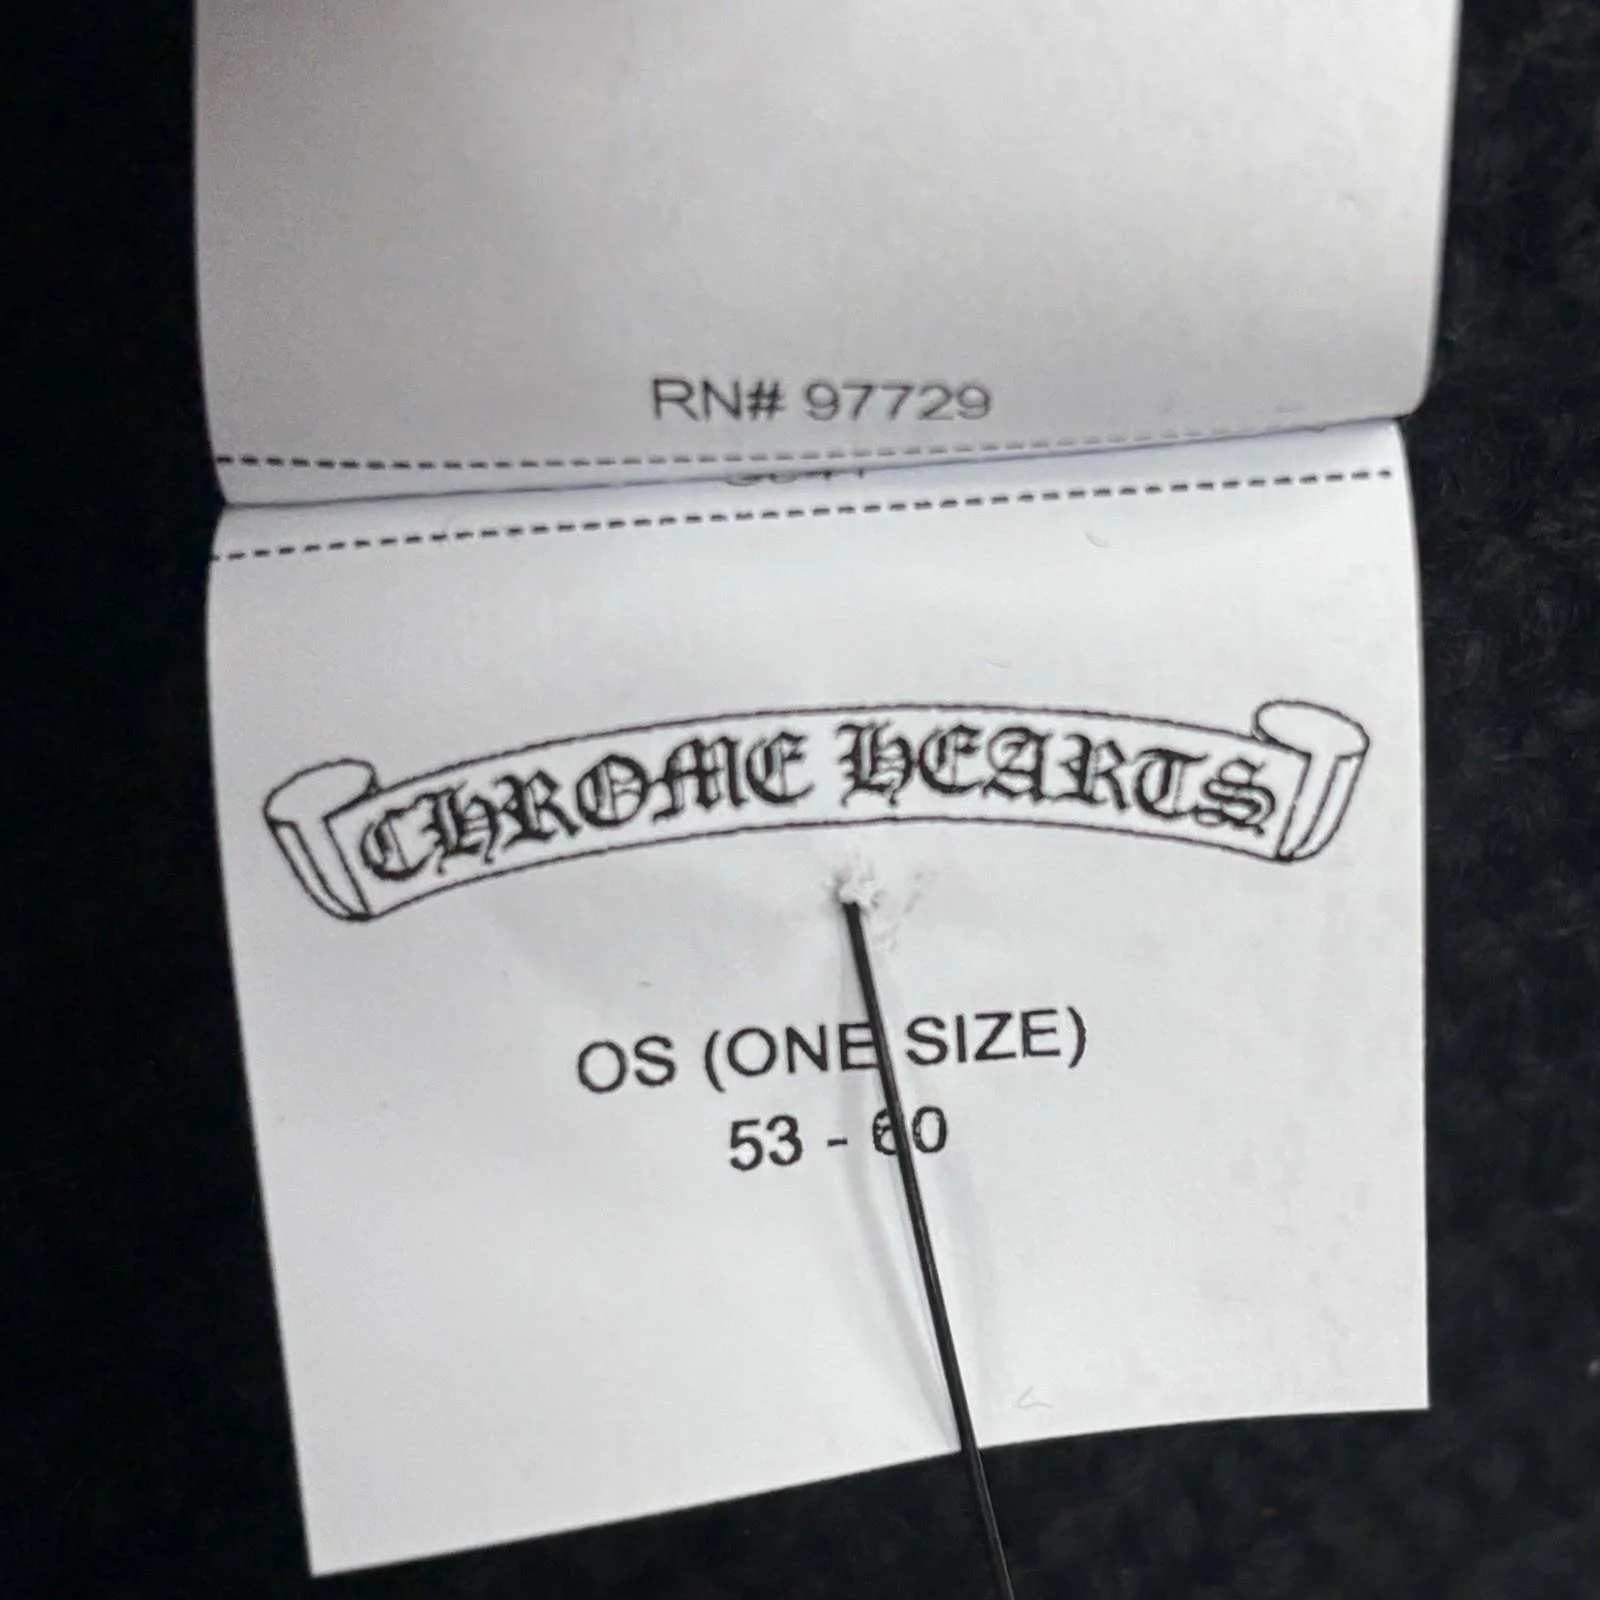 RN# 97729
CHROME HEARTS
OS (ONE SIZE)
53 - 60